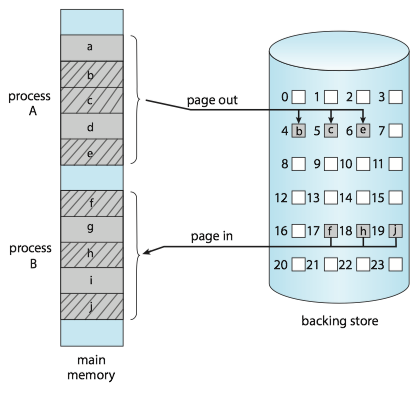 a
b
c
d
e
process
A
page out
0 1 2 3
4 b 5 c 6 e 7
8 9 10 11
12 13 14 15
16 17 f 18 h 19 j
20 21 22 23
backing store
f
g
h
i
j
process
B
page in
main
memory